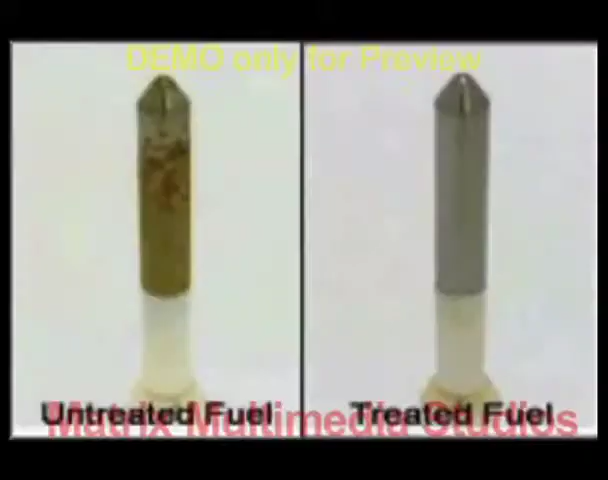 DEMO only for Preview
Untreated Fuel
Treated Fuel
Matrix Multimedia Studios